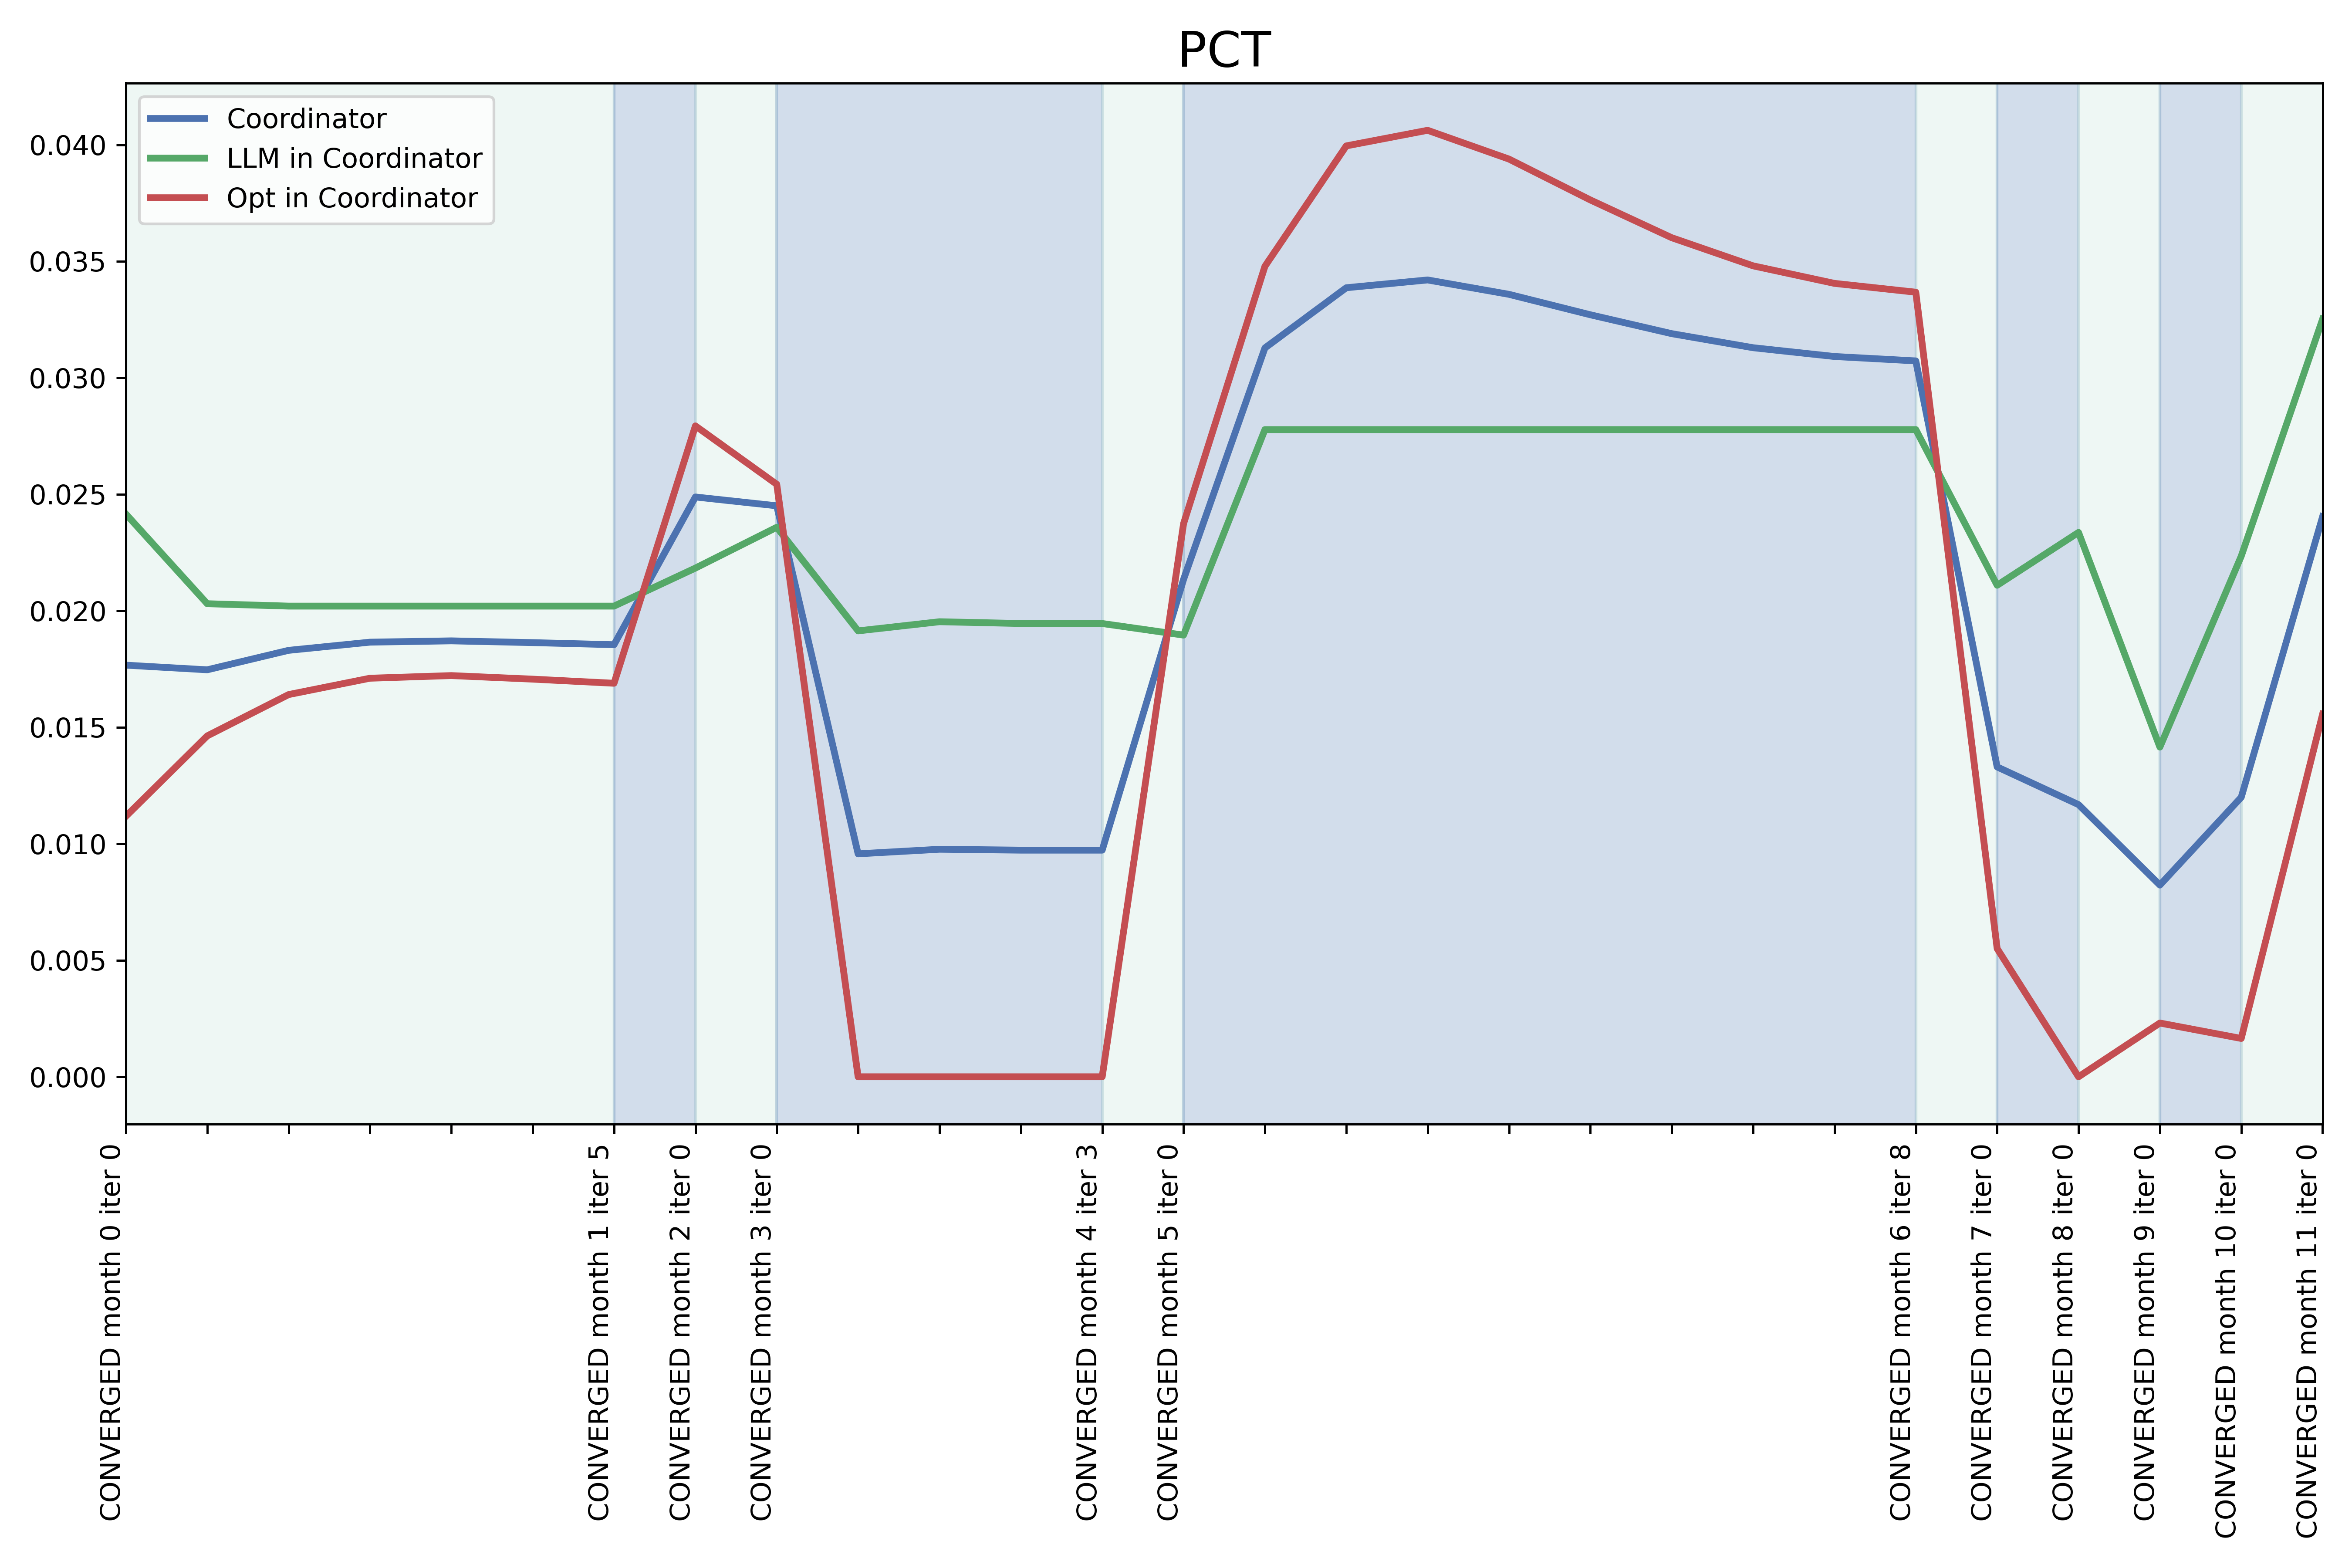 PCT
Coordinator
LLM in Coordinator
Opt in Coordinator
0.040
0.035
0.030
0.025
0.020
0.015
0.010
0.005
0.000
CONVERGED month 0 iter 0
CONVERGED month 1 iter 5
CONVERGED month 2 iter 0
CONVERGED month 3 iter 0
CONVERGED month 4 iter 3
CONVERGED month 5 iter 0
CONVERGED month 6 iter 8
CONVERGED month 7 iter 0
CONVERGED month 8 iter 0
CONVERGED month 9 iter 0
CONVERGED month 10 iter 0
CONVERGED month 11 iter 0